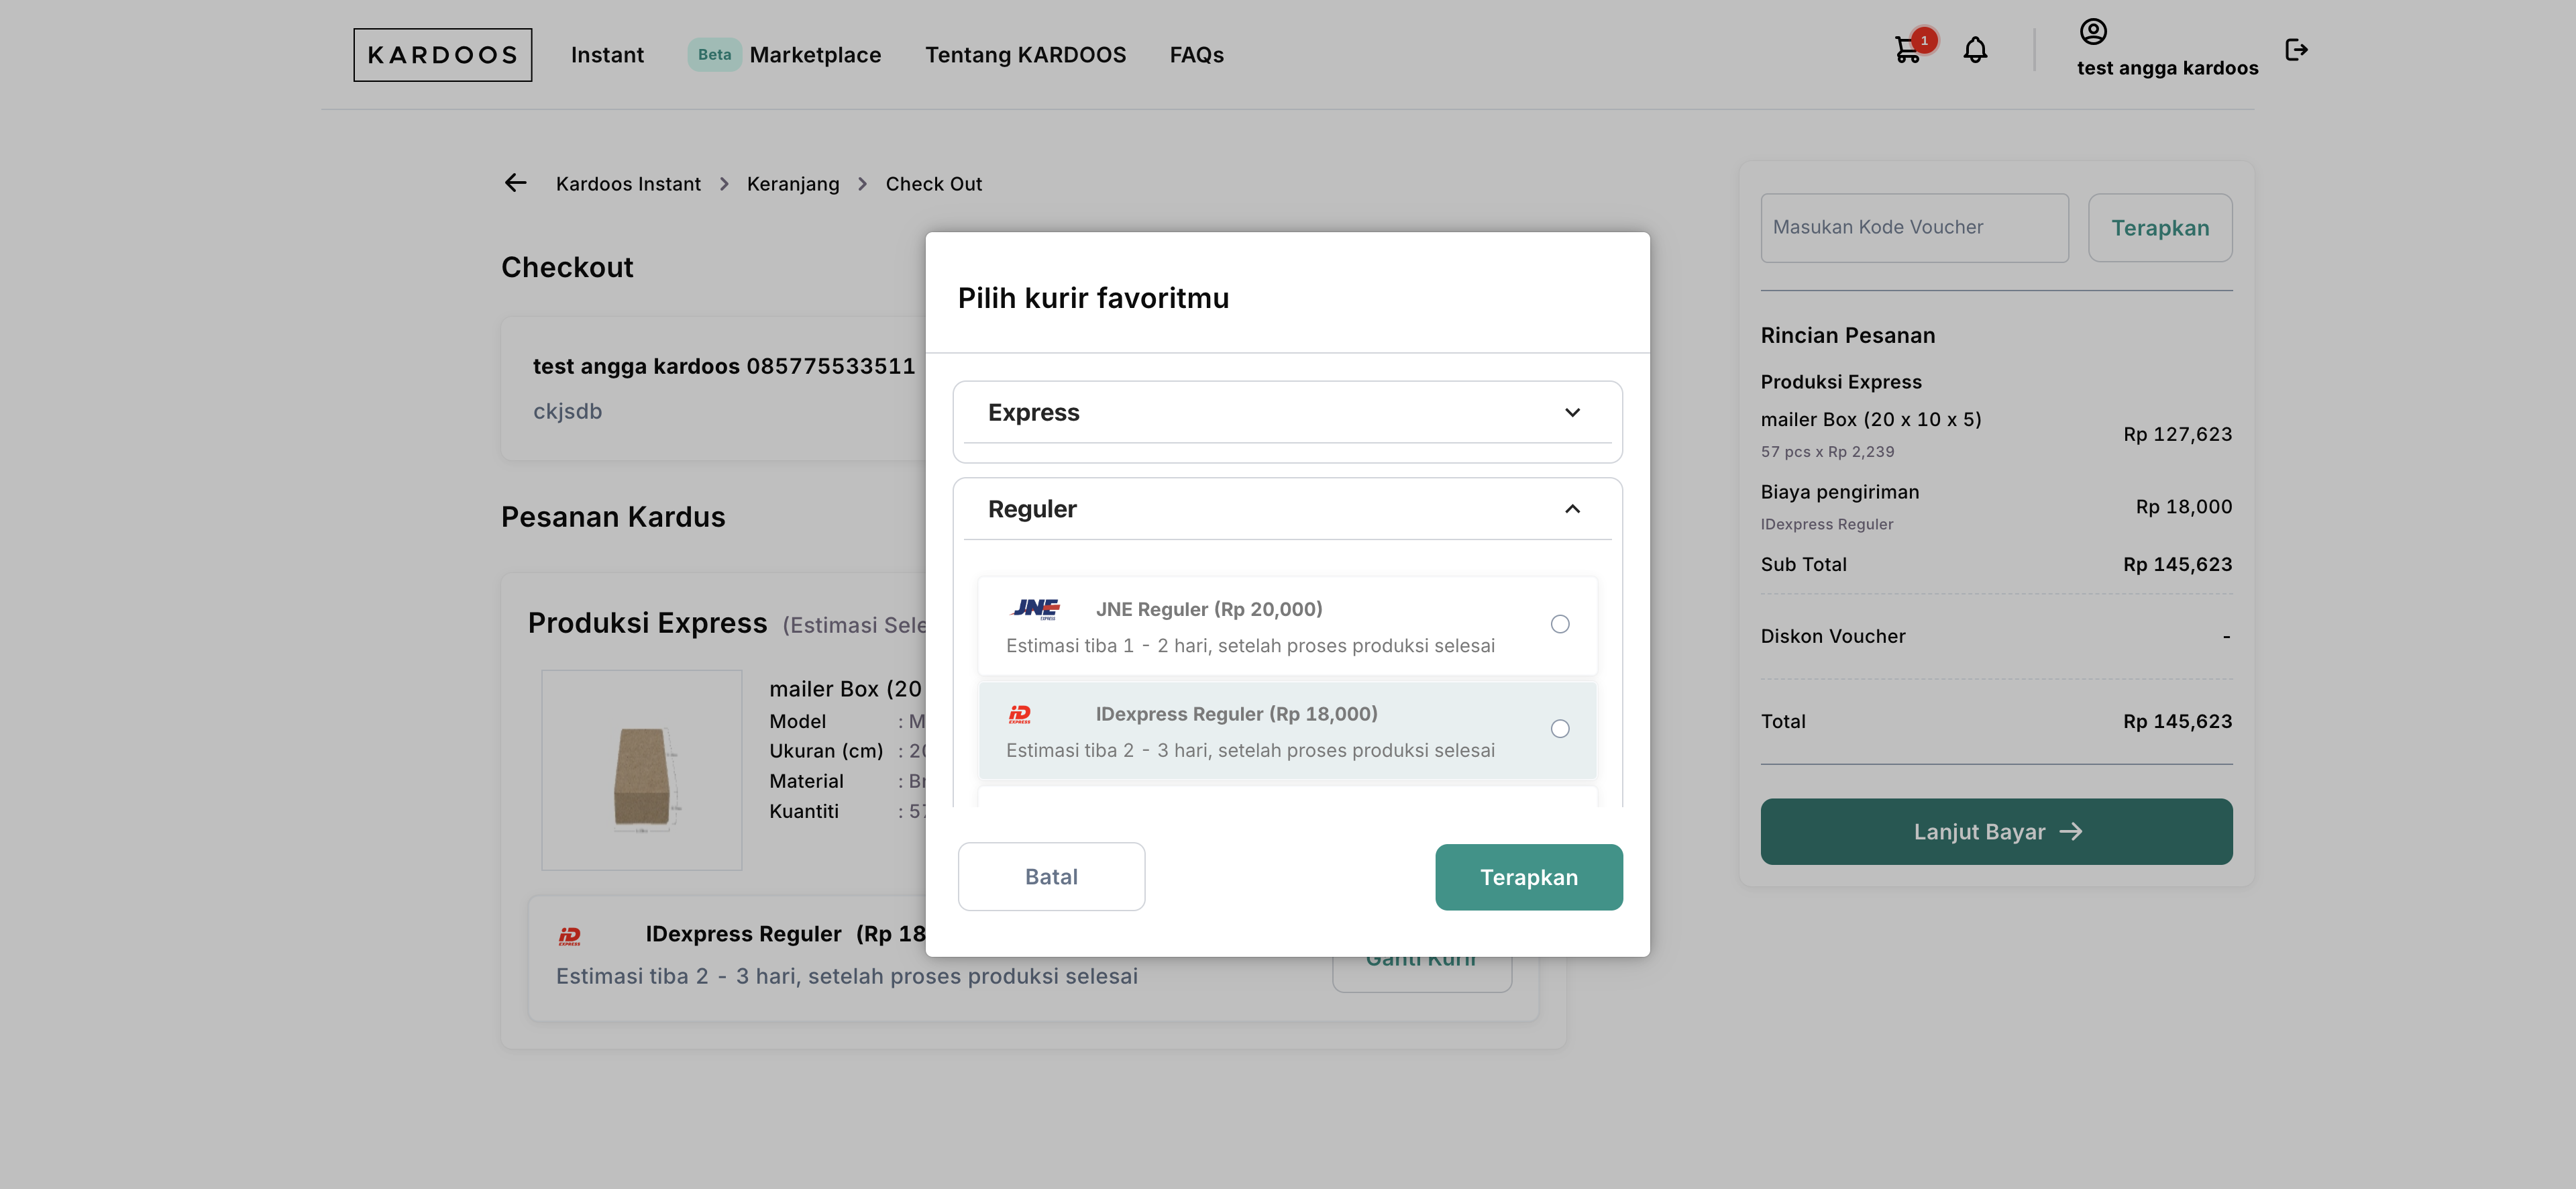 KARDOOS
Instant
Beta Marketplace
Tentang KARDOOS
FAQs
1
test angga kardoos
Kardoos Instant > Keranjang > Check Out
Checkout
test angga kardoos 085775533511
ckjsdb
Pesanan Kardus
Produksi Express (Estimasi Sele
mailer Box (20
Model : M
Ukuran (cm) : 20
Material : Br
Kuantiti : 57
IDexpress Reguler (Rp 18
Estimasi tiba 2 - 3 hari, setelah proses produksi selesai
Ganti Kurir
Pilih kurir favoritmu
Express
Reguler
JNE EXPRESS
JNE Reguler (Rp 20,000)
Estimasi tiba 1 - 2 hari, setelah proses produksi selesai
iD EXPRESS
IDexpress Reguler (Rp 18,000)
Estimasi tiba 2 - 3 hari, setelah proses produksi selesai
Batal
Terapkan
Masukan Kode Voucher
Terapkan
Rincian Pesanan
Produksi Express
mailer Box (20 x 10 x 5)
57 pcs x Rp 2,239
Rp 127,623
Biaya pengiriman
IDexpress Reguler
Rp 18,000
Sub Total Rp 145,623
Diskon Voucher -
Total Rp 145,623
Lanjut Bayar →